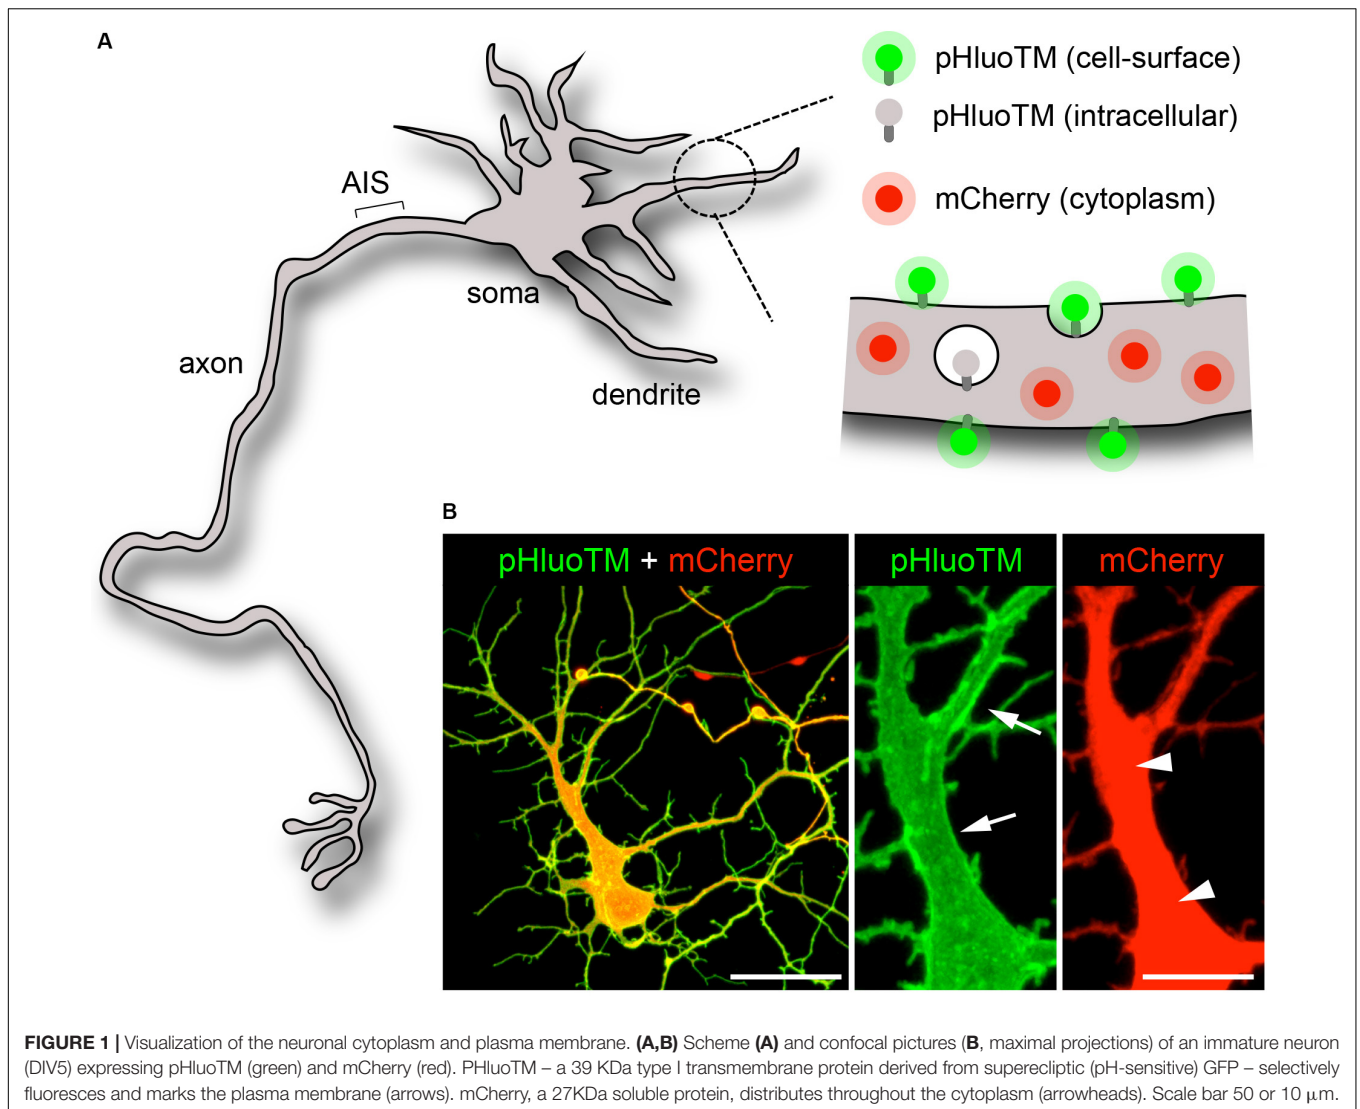 A
pHluoTM (cell-surface)
pHluoTM (intracellular)
mCherry (cytoplasm)
AIS
soma
axon
dendrite
B
pHluoTM + mCherry
pHluoTM
mCherry
FIGURE 1 | Visualization of the neuronal cytoplasm and plasma membrane. (A,B) Scheme (A) and confocal pictures (B, maximal projections) of an immature neuron
(DIV5) expressing pHluoTM (green) and mCherry (red). PHluoTM – a 39 KDa type I transmembrane protein derived from superecliptic (pH-sensitive) GFP – selectively
fluoresces and marks the plasma membrane (arrows). mCherry, a 27KDa soluble protein, distributes throughout the cytoplasm (arrowheads). Scale bar 50 or 10 μm.